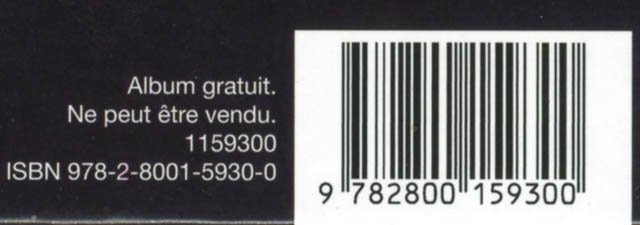 Album gratuit.
Ne peut être vendu.
1159300
ISBN 978-2-8001-5930-0
9 782800 159300